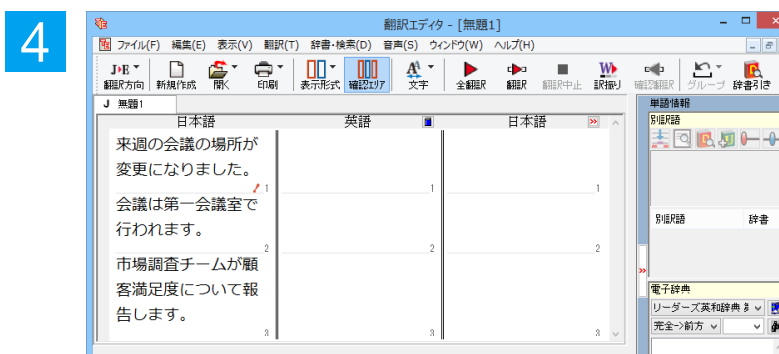 4
翻訳エディタ - [無題1]
ファイル(F) 編集(E) 表示(V) 翻訳(T) 辞書・検索(D) 音声(S) ウィンドウ(W) ヘルプ(H)
翻訳方向 新規作成 開く 印刷 表示形式 確認エリア 文字 全翻訳 翻訳 翻訳中止 訳振り 確認翻訳 グループ 辞書引き
J 無題1
日本語 英語 日本語
来週の会議の場所が
変更になりました。
1 1 1
会議は第一会議室で
行われます。
2 2 2
市場調査チームが顧
客満足度について報
告します。
3 3 3
単語情報
別訳語
別訳語 辞書
電子辞典
リーダーズ英和辞典
完全->前方